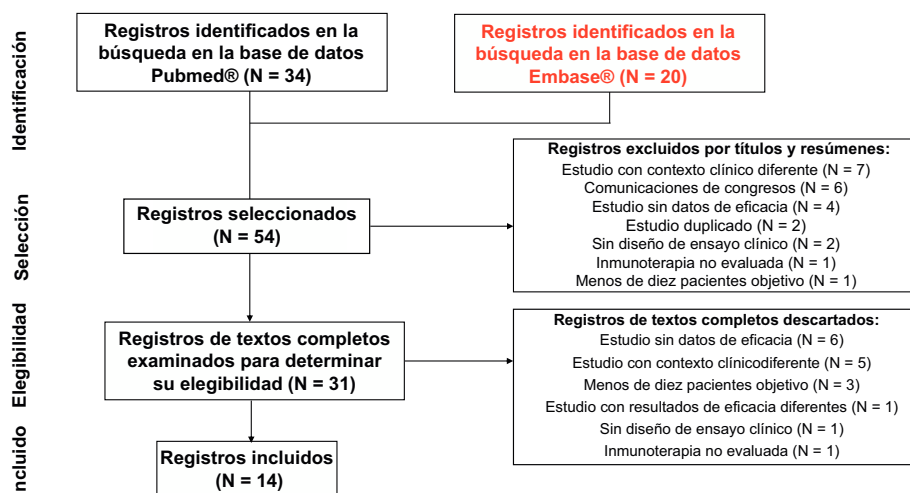 Identificación
Registros identificados en la
búsqueda en la base de datos
Pubmed® (N = 34)
Registros identificados en la
búsqueda en la base de datos
Embase® (N = 20)
Selección
Registros seleccionados
(N = 54)
Registros excluidos por títulos y resúmenes:
Estudio con contexto clínico diferente (N = 7)
Comunicaciones de congresos (N = 6)
Estudio sin datos de eficacia (N = 4)
Estudio duplicado (N = 2)
Sin diseño de ensayo clínico (N = 2)
Inmunoterapia no evaluada (N = 1)
Menos de diez pacientes objetivo (N = 1)
Elegibilidad
Registros de textos completos
examinados para determinar
su elegibilidad (N = 31)
Registros de textos completos descartados:
Estudio sin datos de eficacia (N = 6)
Estudio con contexto clínicodiferente (N = 5)
Menos de diez pacientes objetivo (N = 3)
Estudio con resultados de eficacia diferentes (N = 1)
Sin diseño de ensayo clínico (N = 1)
Inmunoterapia no evaluada (N = 1)
ncluido
Registros incluidos
(N = 14)